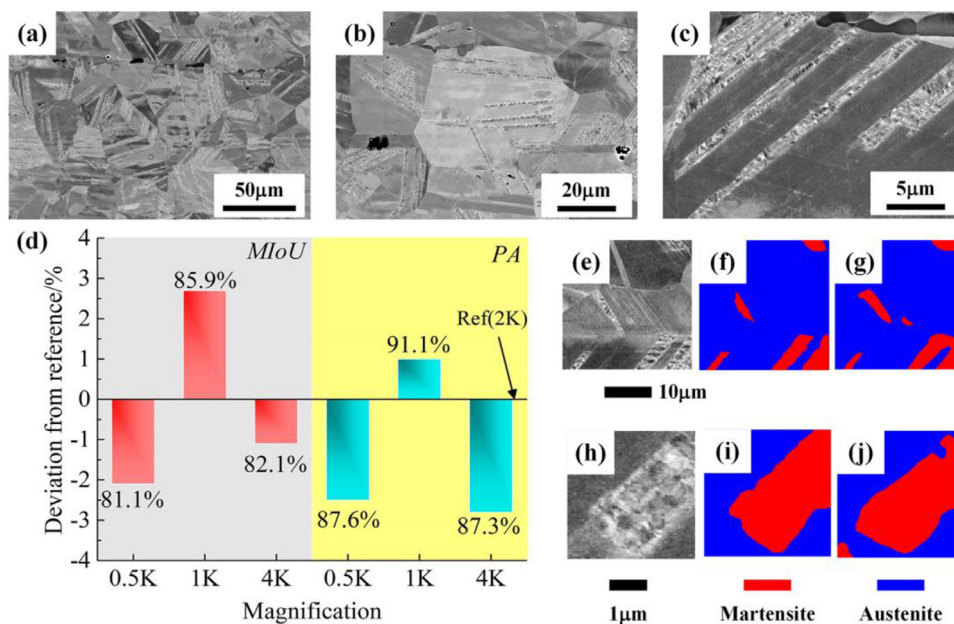 (a)
50μm
(b)
20μm
(c)
5μm
(d)
Deviation from reference/%
4
3
2
1
0
-1
-2
-3
-4
MIoU
PA
85.9%
81.1%
82.1%
91.1%
87.6%
87.3%
Ref(2K)
0.5K 1K 4K 0.5K 1K 4K
Magnification
(e)
(f)
(g)
10μm
(h)
(i)
(j)
1μm
Martensite
Austenite